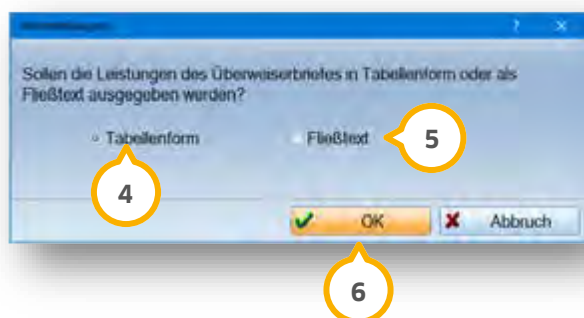 ? ×
Sollen die Leistungen des Überweiserbriefes in Tabellenform oder als
Fließtext ausgegeben werden?
Tabellenform Fließtext 5
4
OK Abbruch
6